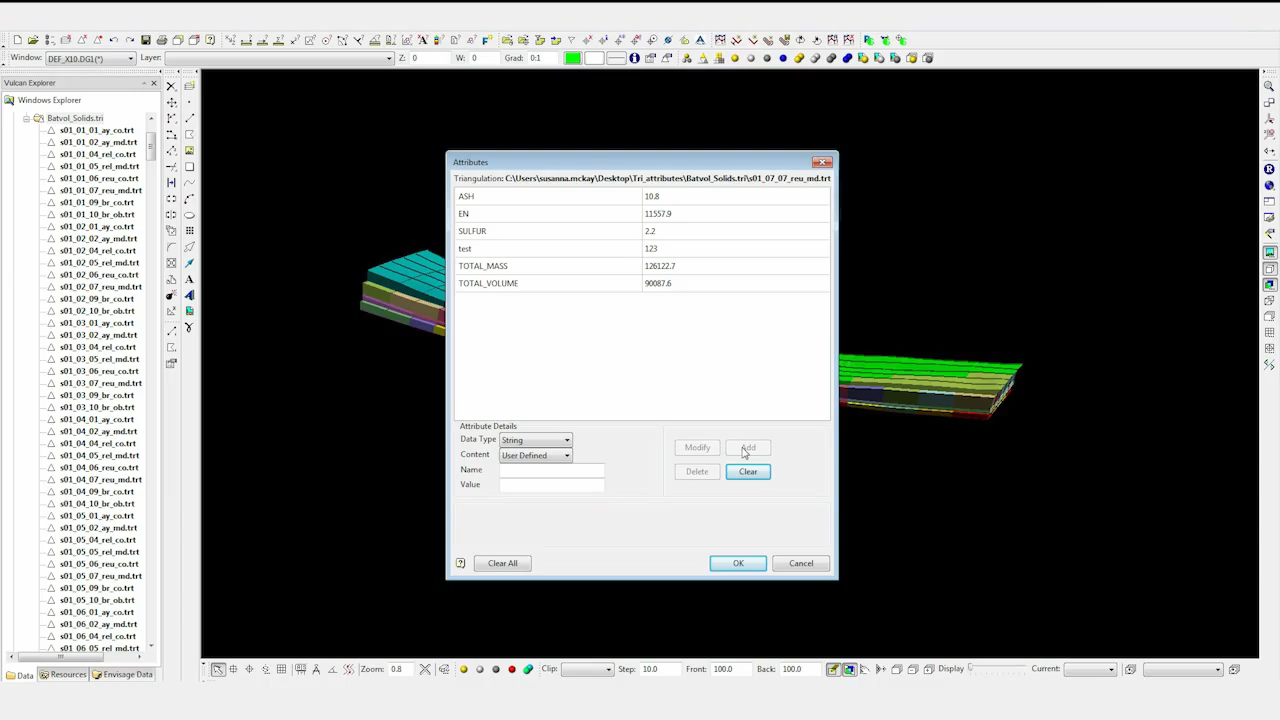 Window: DEF_X10.DG1(*) Layer: Z: 0 W: 0 Grad: 0:1
Vulcan Explorer
Windows Explorer
Batvol_Solids.tri
s01_01_01_ay_co.trt
s01_01_02_ay_md.trt
s01_01_04_rel_co.trt
s01_01_05_rel_md.trt
s01_01_06_reu_co.trt
s01_01_07_reu_md.trt
s01_01_09_br_co.trt
s01_01_10_br_ob.trt
s01_02_01_ay_co.trt
s01_02_02_ay_md.trt
s01_02_04_rel_co.trt
s01_02_05_rel_md.trt
s01_02_06_reu_co.trt
s01_02_07_reu_md.trt
s01_02_09_br_co.trt
s01_02_10_br_ob.trt
s01_03_01_ay_co.trt
s01_03_02_ay_md.trt
s01_03_04_rel_co.trt
s01_03_05_rel_md.trt
s01_03_06_reu_co.trt
s01_03_07_reu_md.trt
s01_03_09_br_co.trt
s01_03_10_br_ob.trt
s01_04_01_ay_co.trt
s01_04_02_ay_md.trt
s01_04_04_rel_co.trt
s01_04_05_rel_md.trt
s01_04_06_reu_co.trt
s01_04_07_reu_md.trt
s01_04_09_br_co.trt
s01_04_10_br_ob.trt
s01_05_01_ay_co.trt
s01_05_02_ay_md.trt
s01_05_04_rel_co.trt
s01_05_05_rel_md.trt
s01_05_06_reu_co.trt
s01_05_07_reu_md.trt
s01_05_09_br_co.trt
s01_05_10_br_ob.trt
s01_06_01_ay_co.trt
s01_06_02_ay_md.trt
s01_06_04_rel_co.trt
s01_06_05_rel_md.trt
Data Resources Envisage Data
Attributes
Triangulation: C:\Users\susanna.mckay\Desktop\Tri_attributes\Batvol_Solids.tri\s01_07_07_reu_md.trt
ASH 10.8
EN 11557.9
SULFUR 2.2
test 123
TOTAL_MASS 126122.7
TOTAL_VOLUME 90087.6
Attribute Details
Data Type String
Content User Defined
Name
Value
Modify Add
Delete Clear
Clear All OK Cancel
Zoom: 0.8 Clip: Step: 10.0 Front: 100.0 Back: 100.0 Display Current: